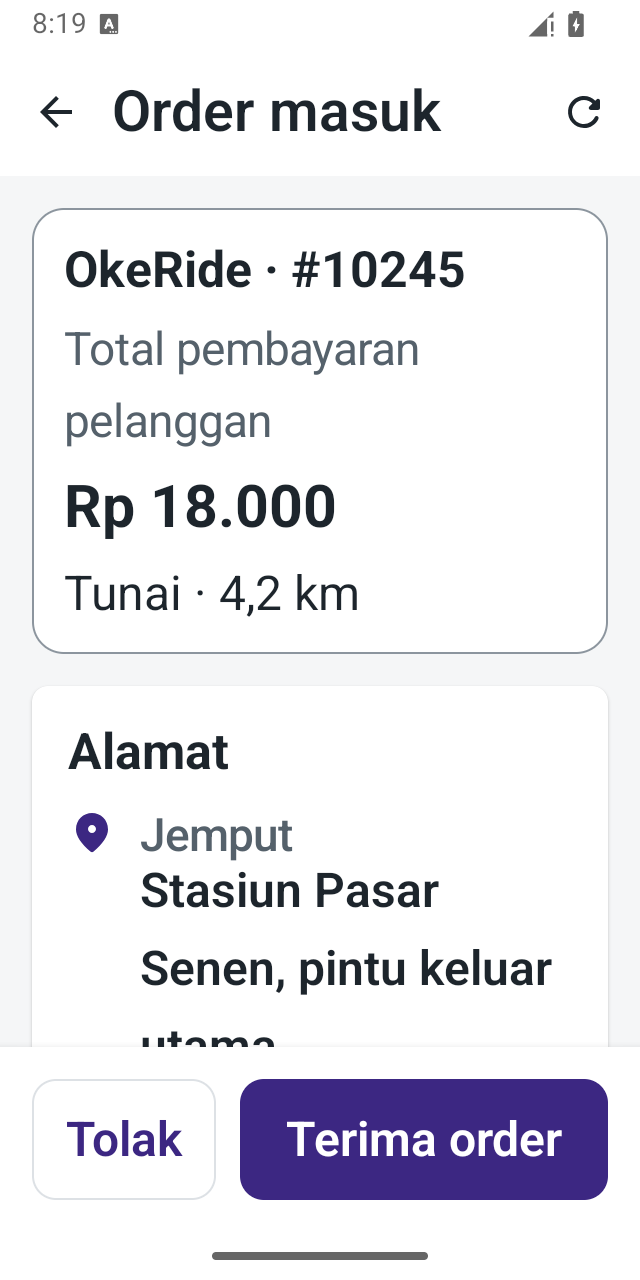 8:19
Order masuk
OkeRide · #10245
Total pembayaran
pelanggan
Rp 18.000
Tunai · 4,2 km
Alamat
Jemput
Stasiun Pasar
Senen, pintu keluar
utama
Tolak
Terima order